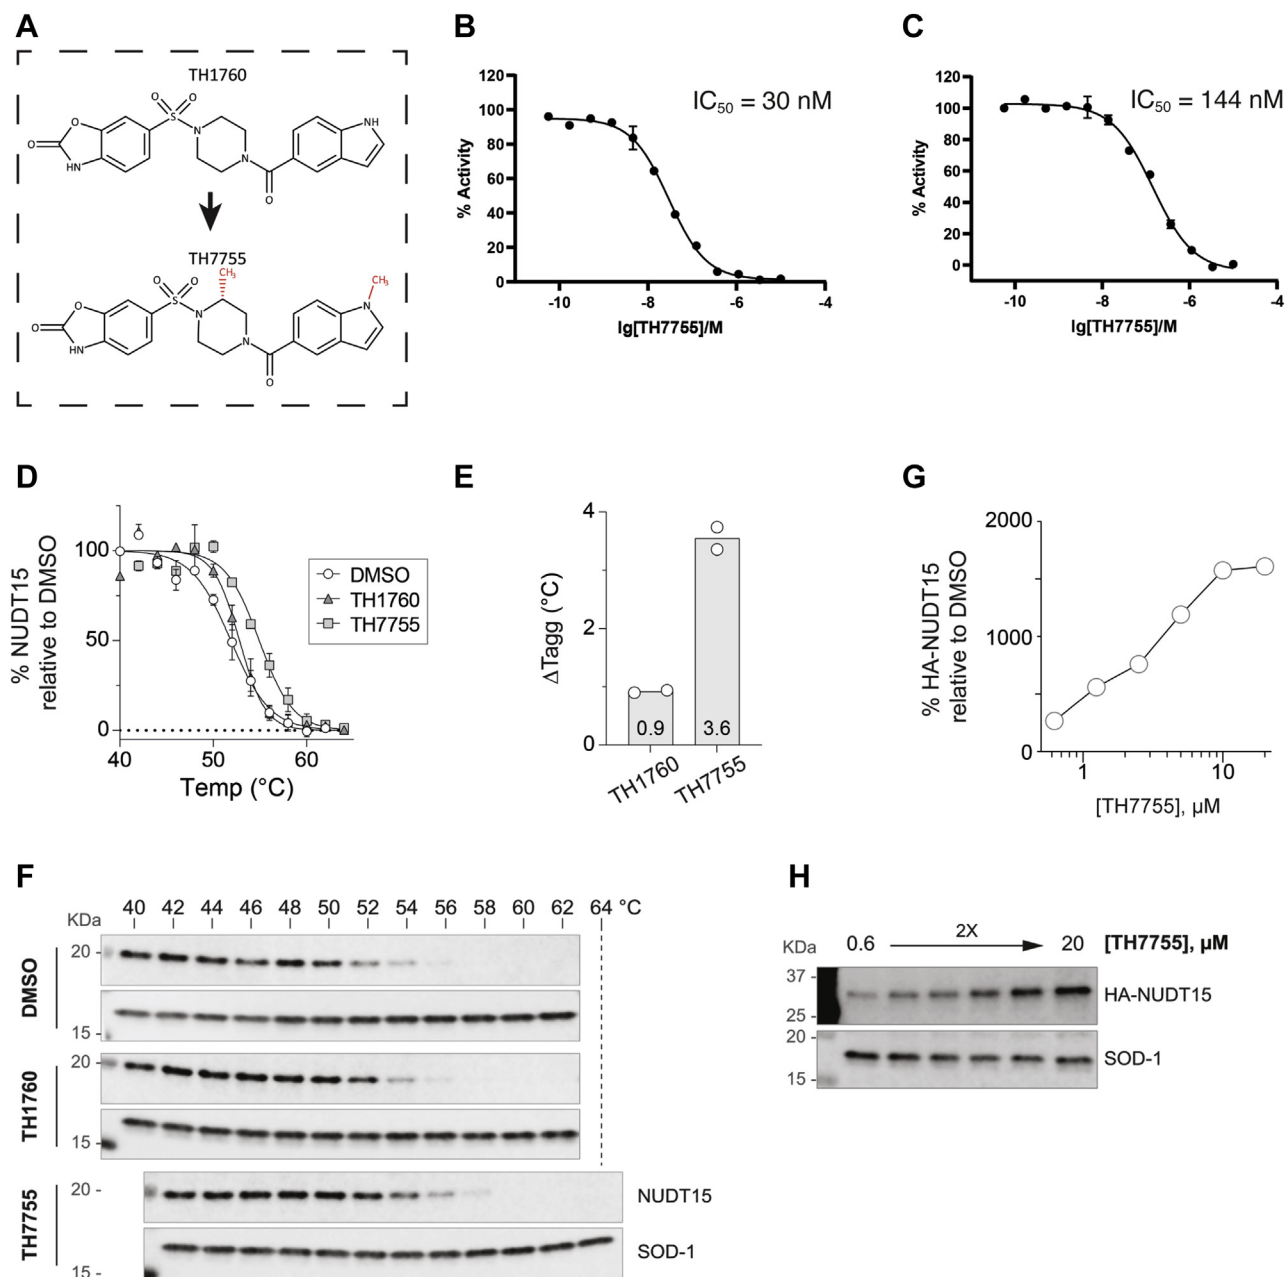 A
TH1760
O
O
S
O
O
HN
N
N
O
NH
TH7755
CH₃
CH₃
O
O
S
O
O
HN
N
N
O
N
B
IC₅₀ = 30 nM
% Activity
120
100
80
60
40
20
0
-10
-8
-6
-4
lg[TH7755]/M
C
IC₅₀ = 144 nM
% Activity
120
100
80
60
40
20
0
-10
-8
-6
-4
lg[TH7755]/M
D
% NUDT15
relative to DMSO
100
50
0
40
50
60
Temp (°C)
DMSO
TH1760
TH7755
E
ΔTagg (°C)
4
2
0
0.9
3.6
TH1760
TH7755
G
% HA-NUDT15
relative to DMSO
2000
1000
0
1
10
[TH7755], µM
F
40 42 44 46 48 50 52 54 56 58 60 62 64 °C
KDa
DMSO
20 -
15 -
TH1760
20 -
15 -
TH7755
20 -
NUDT15
SOD-1
15 -
H
2X
KDa 0.6 20 [TH7755], µM
37 -
HA-NUDT15
25 -
20 -
SOD-1
15 -